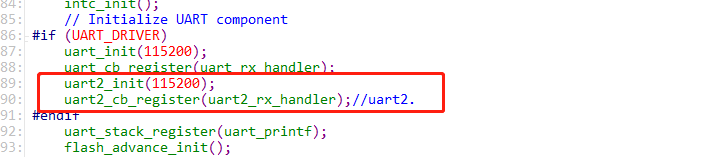 84:     intc_init();
85:     // Initialize UART component
86: #if (UART_DRIVER)
87:     uart_init(115200);
88:     uart_cb_register(uart_rx_handler);
89:     uart2_init(115200);
90:     uart2_cb_register(uart2_rx_handler);//uart2.
91: #endif
92:     uart_stack_register(uart_printf);
93:     flash_advance_init();